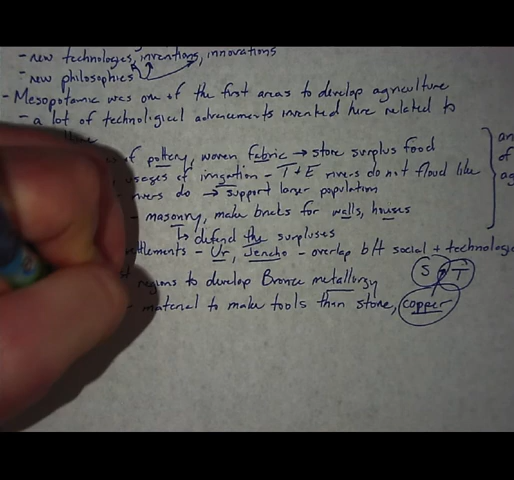 - new technologies, inventions, innovations
- new philosophies
- Mesopotamia was one of the first areas to develop agriculture
- a lot of technological advancements invented here related to
of pottery, woven fabric → store surplus food
usages of irrigation - T + E rivers do not flood like
rivers do → support larger population
- masonry, make bricks for walls, houses
↳ defend the surpluses
- Ur, Jericho - overlap b/t social + technologic
S T
regions to develop Bronze metallurgy
- material to make tools than stone, copper
an
of
ag